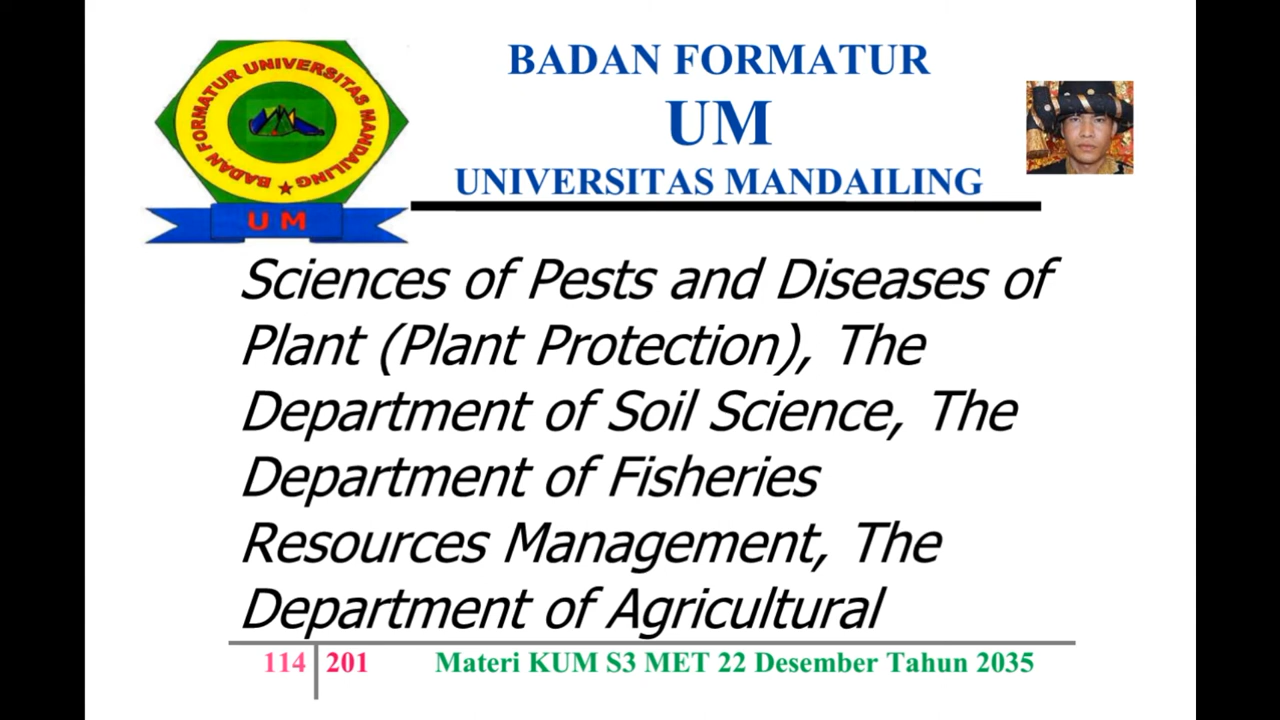 BADAN FORMATUR UNIVERSITAS MANDAILING
U M
BADAN FORMATUR
UM
UNIVERSITAS MANDAILING
Sciences of Pests and Diseases of
Plant (Plant Protection), The
Department of Soil Science, The
Department of Fisheries
Resources Management, The
Department of Agricultural
114 201 Materi KUM S3 MET 22 Desember Tahun 2035